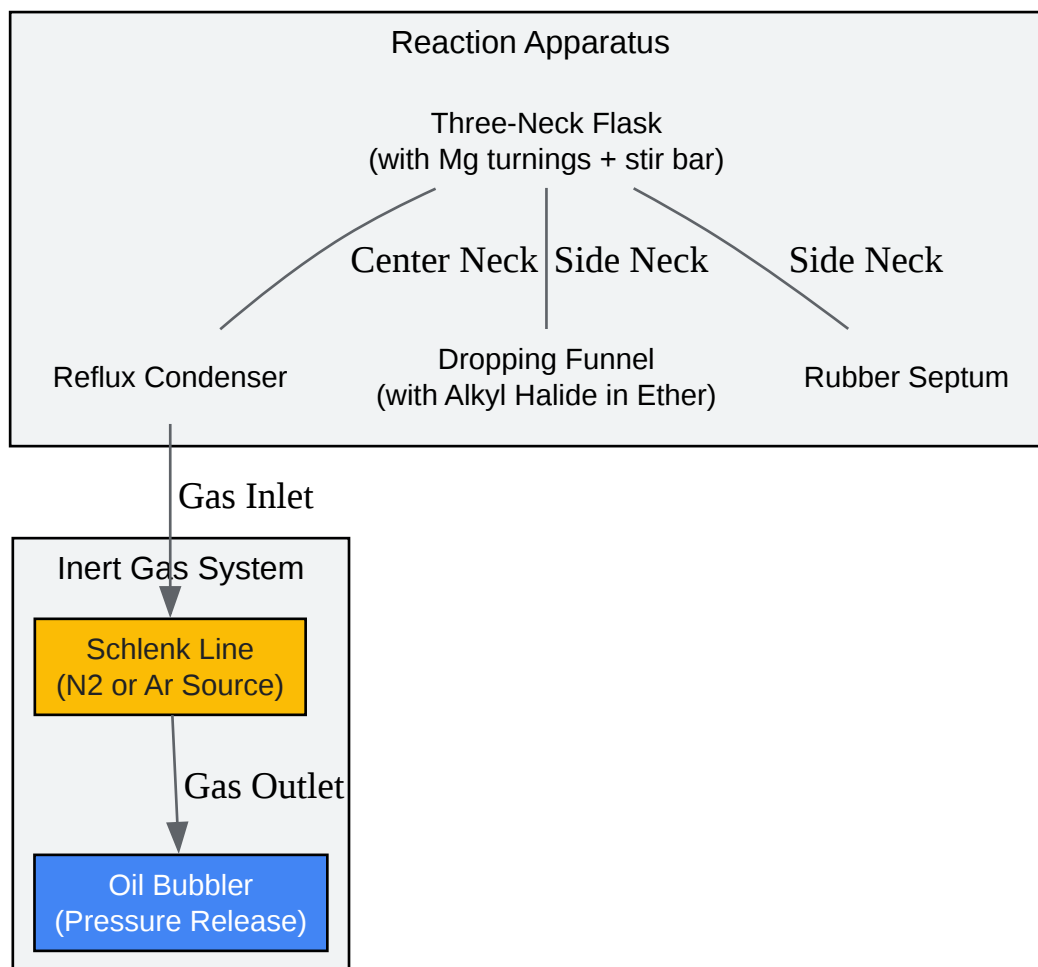 Reaction Apparatus
Three-Neck Flask
(with Mg turnings + stir bar)
Center Neck
Side Neck
Side Neck
Reflux Condenser
Dropping Funnel
(with Alkyl Halide in Ether)
Rubber Septum
Gas Inlet
Inert Gas System
Schlenk Line
(N2 or Ar Source)
Gas Outlet
Oil Bubbler
(Pressure Release)